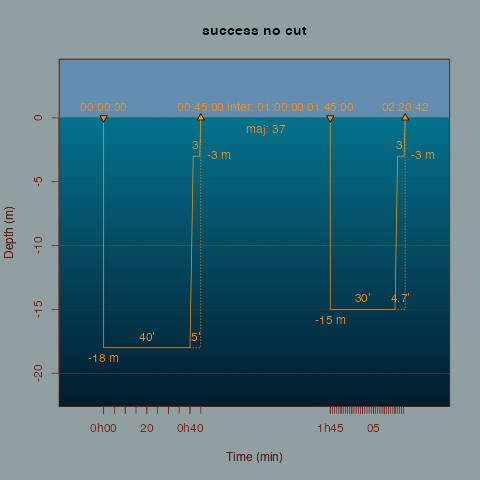 success no cut
00:00:00 00:45:00 Inter: 01:00:00 01:45:00 02:20:42
maj: 37
0
3'
-3 m
3'
-3 m
-5
-10
-15
30'
4.7'
-15 m
40'
5'
-18 m
-20
Depth (m)
0h00
20
0h40
1h45
05
Time (min)